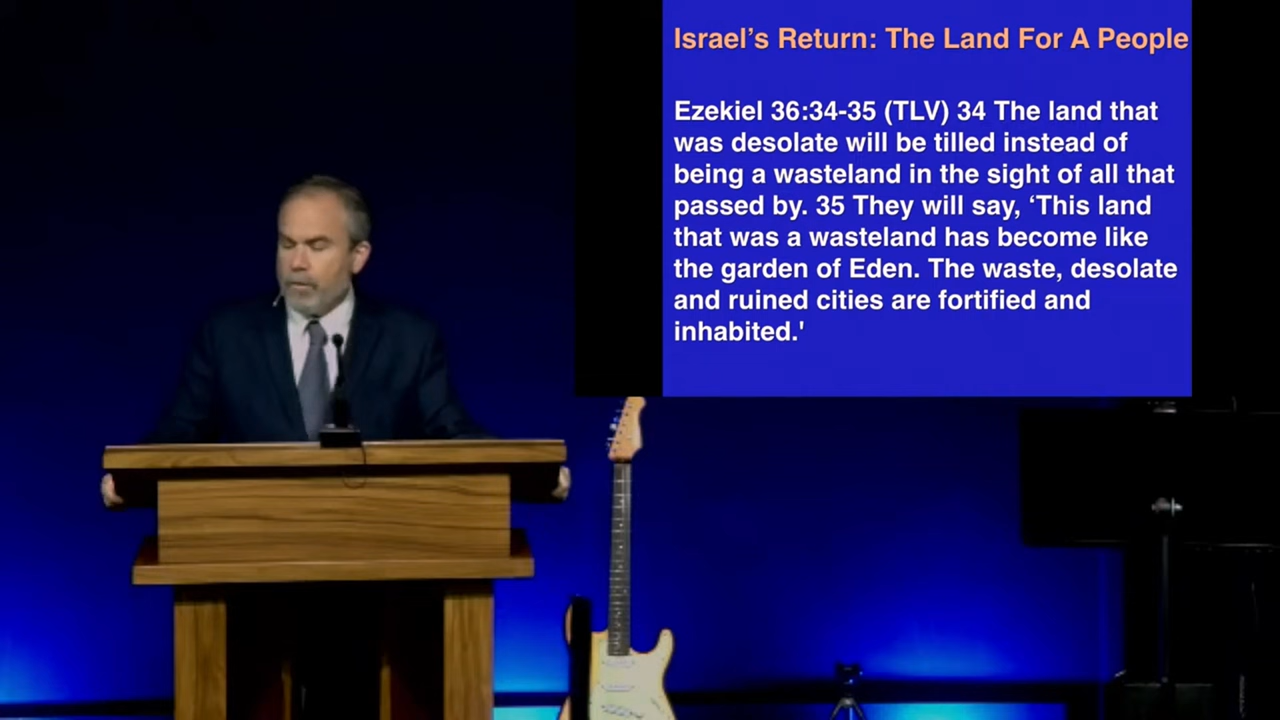 Israel’s Return: The Land For A People
Ezekiel 36:34-35 (TLV) 34 The land that
was desolate will be tilled instead of
being a wasteland in the sight of all that
passed by. 35 They will say, ‘This land
that was a wasteland has become like
the garden of Eden. The waste, desolate
and ruined cities are fortified and
inhabited.'